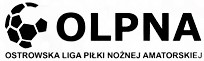 OLPNA
OSTROWSKA LIGA PIŁKI NOŻNEJ AMATORSKIEJ